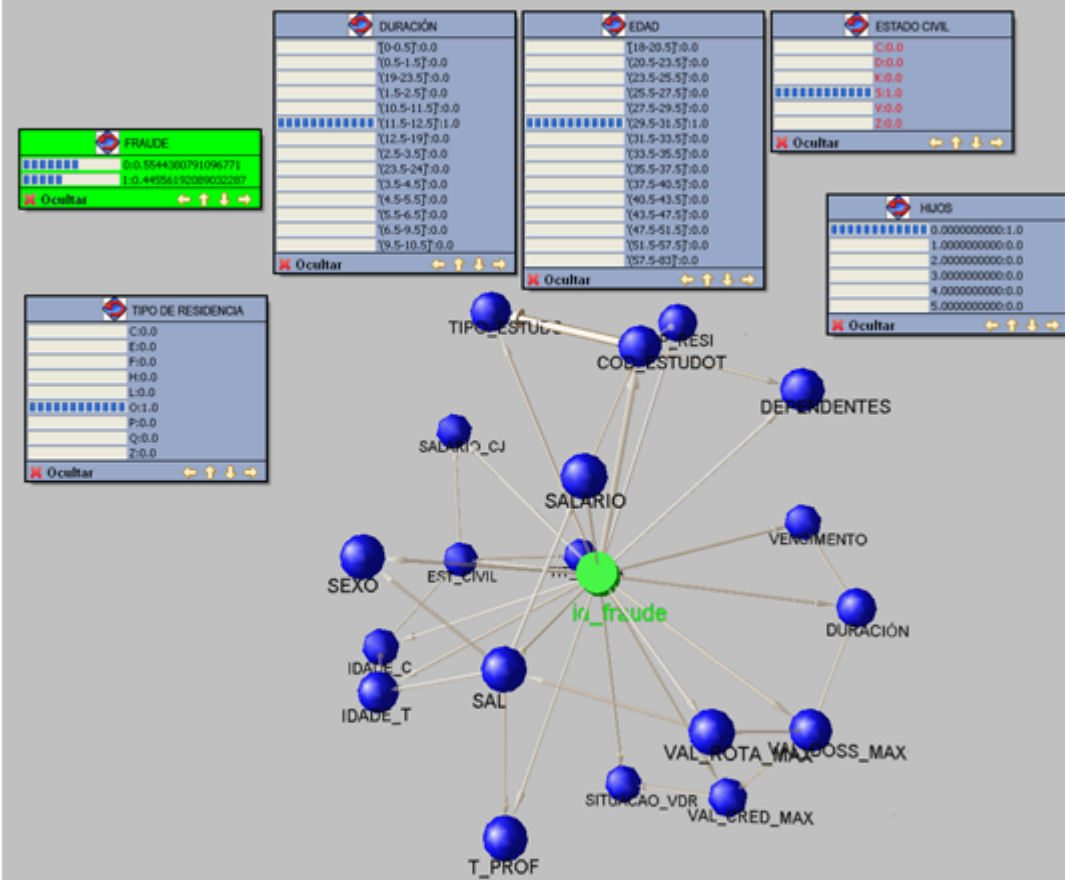 FRAUDE
0:0.5544380791096771
1:0.44556192089032287
Ocultar
DURACIÓN
'[0-0.5]':0.0
'(0.5-1.5]':0.0
'(19-23.5]':0.0
'(1.5-2.5]':0.0
'(10.5-11.5]':0.0
'(11.5-12.5]':1.0
'(12.5-19]':0.0
'(2.5-3.5]':0.0
'(23.5-24]':0.0
'(3.5-4.5]':0.0
'(4.5-5.5]':0.0
'(5.5-6.5]':0.0
'(6.5-9.5]':0.0
'(9.5-10.5]':0.0
Ocultar
EDAD
'[18-20.5]':0.0
'(20.5-23.5]':0.0
'(23.5-25.5]':0.0
'(25.5-27.5]':0.0
'(27.5-29.5]':0.0
'(29.5-31.5]':1.0
'(31.5-33.5]':0.0
'(33.5-35.5]':0.0
'(35.5-37.5]':0.0
'(37.5-40.5]':0.0
'(40.5-43.5]':0.0
'(43.5-47.5]':0.0
'(47.5-51.5]':0.0
'(51.5-57.5]':0.0
'(57.5-83]':0.0
Ocultar
ESTADO CIVIL
C:0.0
D:0.0
K:0.0
S:1.0
V:0.0
Z:0.0
Ocultar
HIJOS
0.0000000000:1.0
1.0000000000:0.0
2.0000000000:0.0
3.0000000000:0.0
4.0000000000:0.0
5.0000000000:0.0
Ocultar
TIPO DE RESIDENCIA
C:0.0
E:0.0
F:0.0
H:0.0
L:0.0
O:1.0
P:0.0
Q:0.0
Z:0.0
Ocultar
TIPO_ESTUDO
COD_ESTUDOT
DEPENDENTES
SALARIO_CJ
SALARIO
VENCIMENTO
SEXO
EST_CIVIL
id_fraude
DURACIÓN
IDADE_C
IDADE_T
SAL
VAL_ROTA_MAX
VAL_DOSS_MAX
SITUACAO_VDR
VAL_CRED_MAX
T_PROF